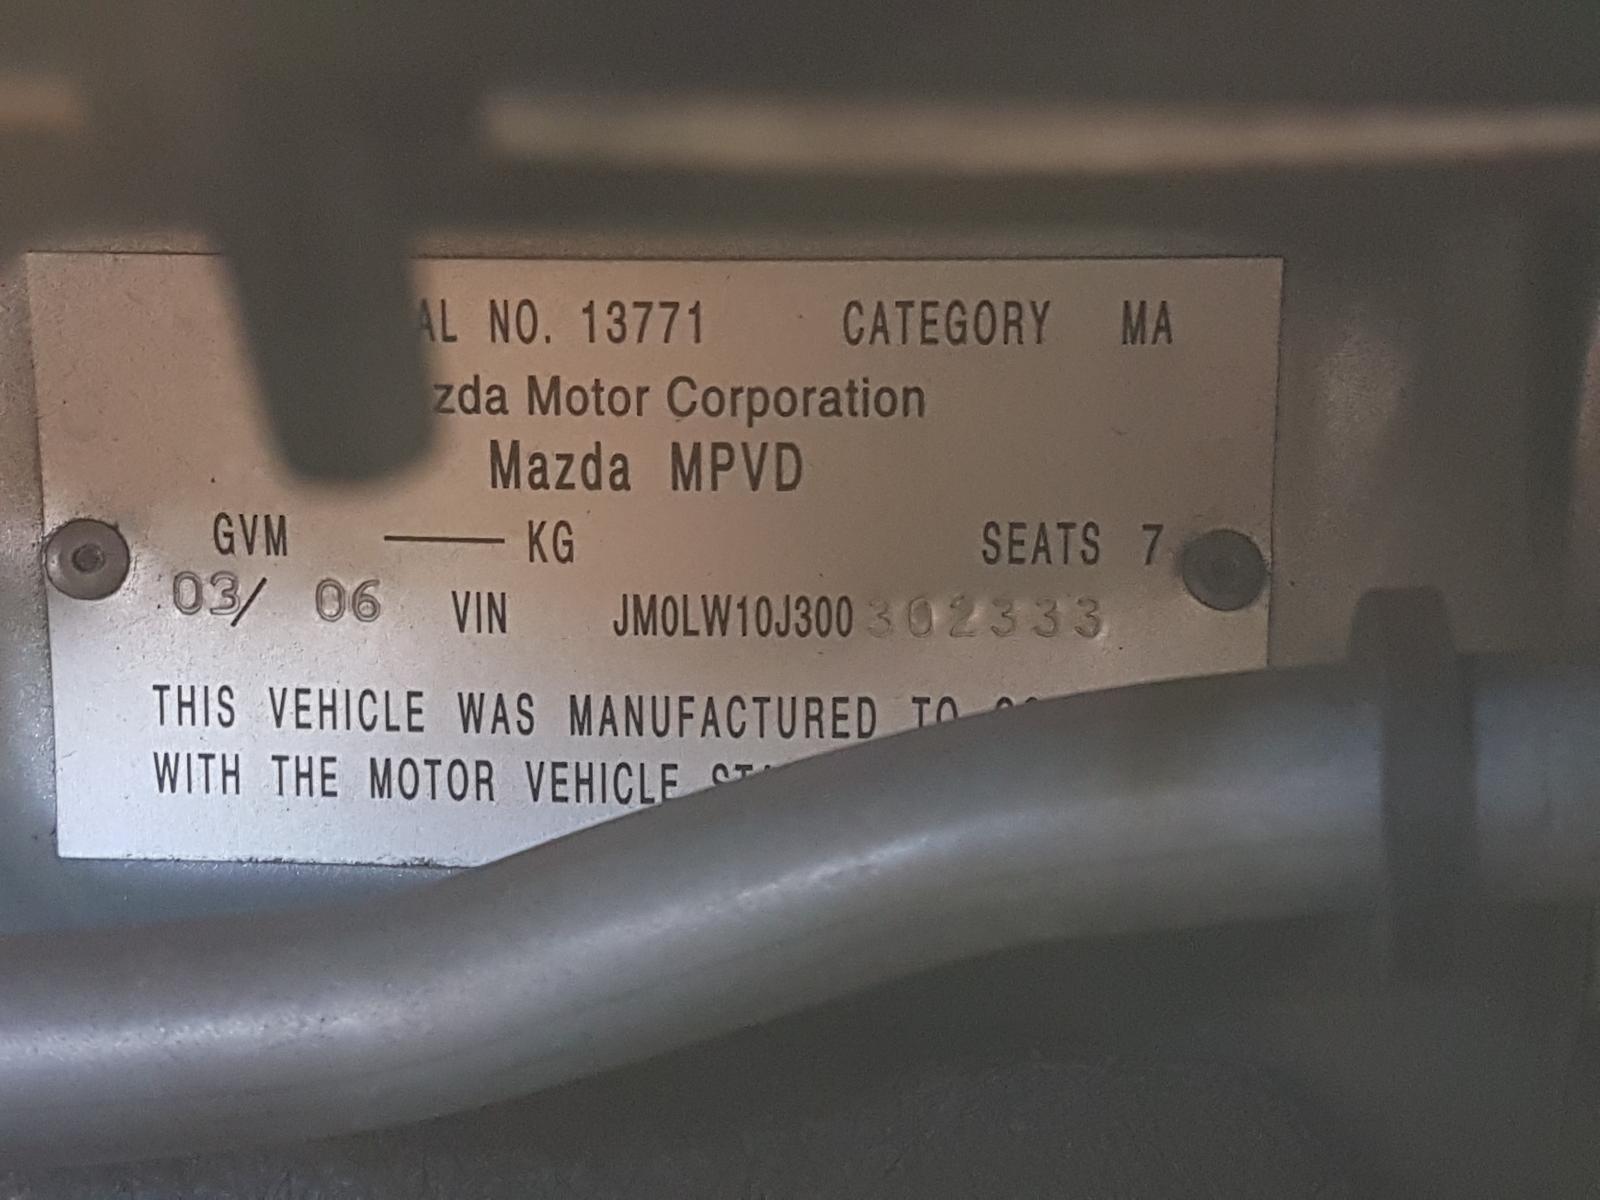 AL NO. 13771 CATEGORY MA
zda Motor Corporation
Mazda MPVD
GVM ——— KG SEATS 7
03/ 06 VIN JM0LW10J300302333
THIS VEHICLE WAS MANUFACTURED TO
WITH THE MOTOR VEHICLE